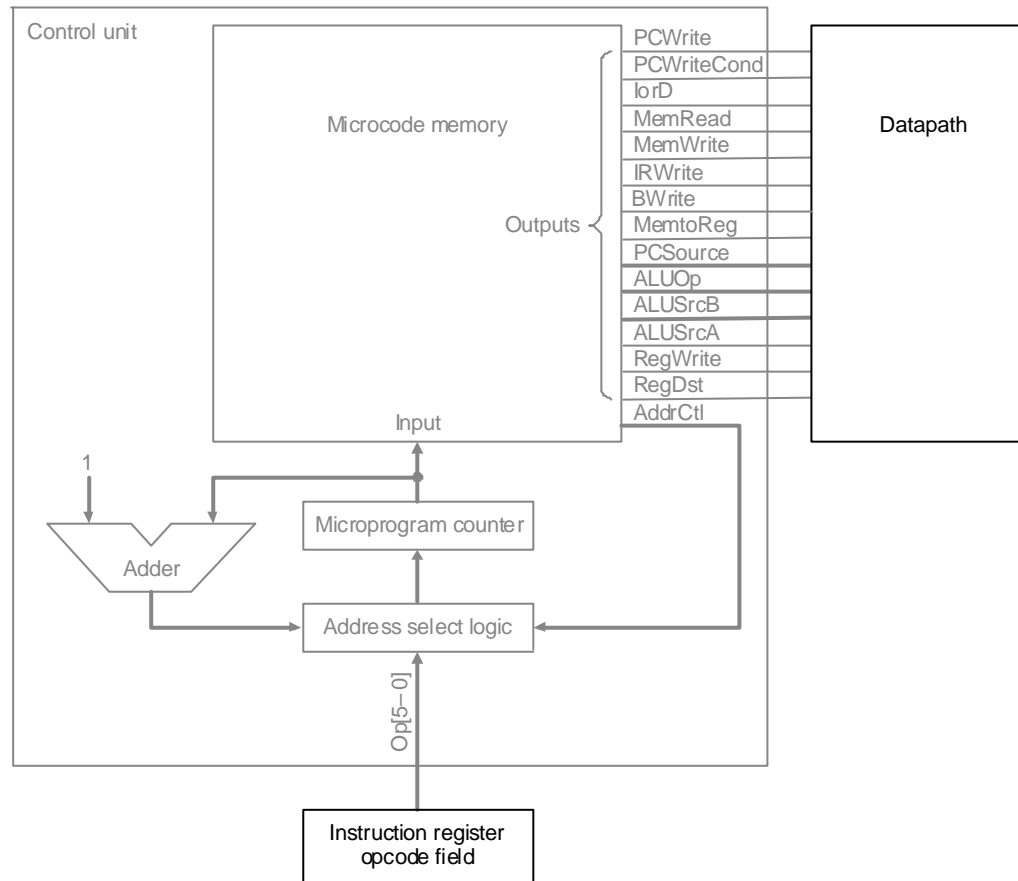 Control unit
Microcode memory
Outputs
Input
PCWrite
PCWriteCond
IorD
MemRead
MemWrite
IRWrite
BWrite
MemtoReg
PCSource
ALUOp
ALUSrcB
ALUSrcA
RegWrite
RegDst
AddrCtl
Datapath
1
Adder
Microprogram counter
Address select logic
Op[5–0]
Instruction register
opcode field